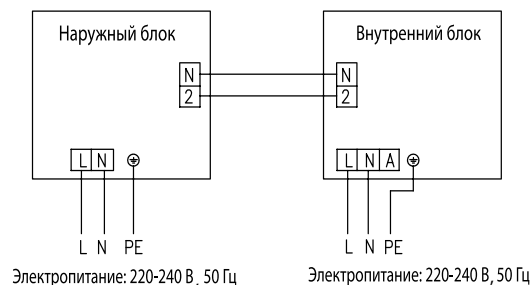 Наружный блок
Внутренний блок
N
2
N
2
L N
L N A
L N PE
L N PE
Электропитание: 220-240 В, 50 Гц
Электропитание: 220-240 В, 50 Гц